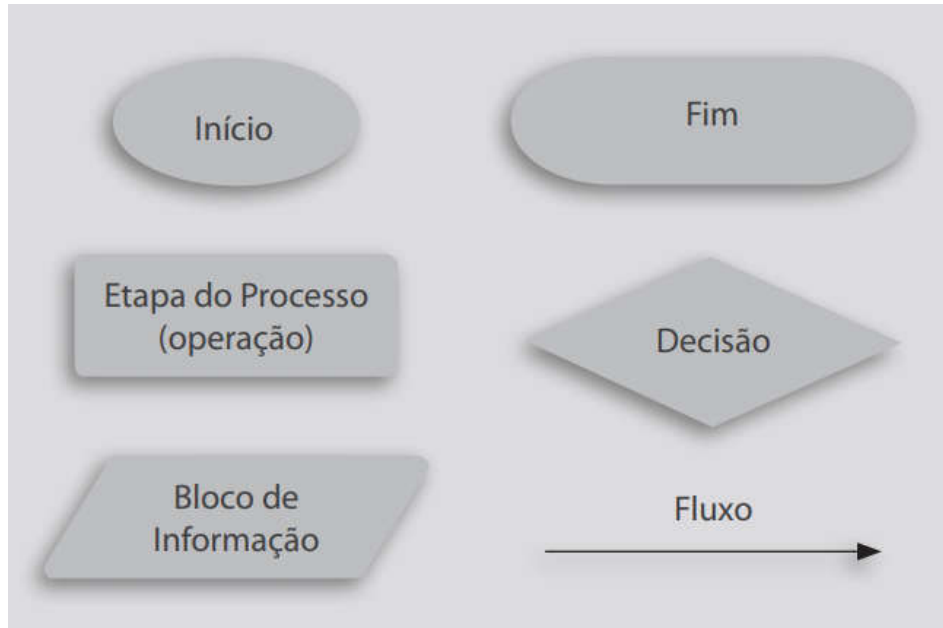 Início
Fim
Etapa do Processo
(operação)
Decisão
Bloco de
Informação
Fluxo